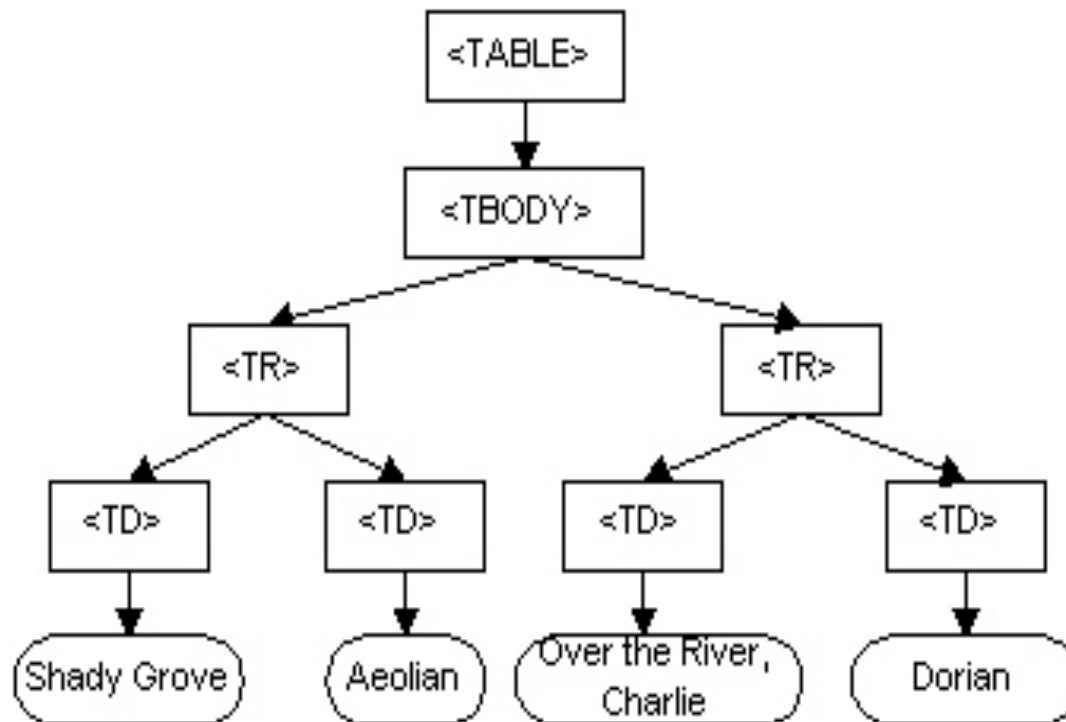 <TABLE>
<TBODY>
<TR>
<TR>
<TD>
<TD>
<TD>
<TD>
Shady Grove
Aeolian
Over the River,
Charlie
Dorian